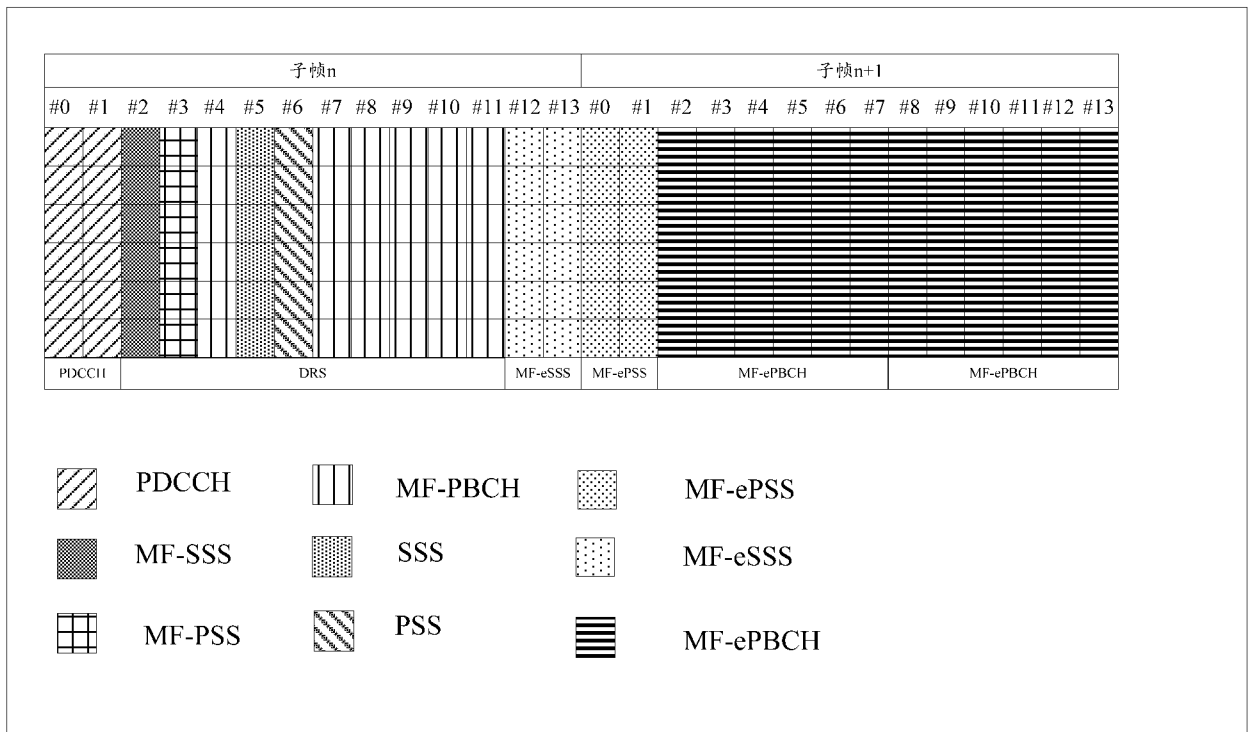 子帧n 子帧n+1
#0 #1 #2 #3 #4 #5 #6 #7 #8 #9 #10 #11 #12 #13 #0 #1 #2 #3 #4 #5 #6 #7 #8 #9 #10 #11 #12 #13
PDCCH DRS MF-eSSS MF-ePSS MF-ePBCH MF-ePBCH
PDCCH MF-PBCH MF-ePSS
MF-SSS SSS MF-eSSS
MF-PSS PSS MF-ePBCH